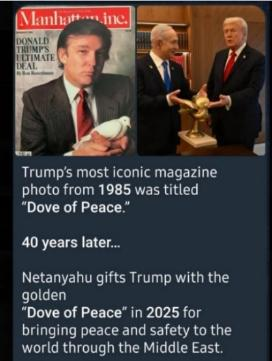 Manhattan,inc.
DONALD
TRUMP'S
ULTIMATE
DEAL
By Ron Rosenbaum
Trump's most iconic magazine
photo from 1985 was titled
"Dove of Peace."
40 years later...
Netanyahu gifts Trump with the
golden
"Dove of Peace" in 2025 for
bringing peace and safety to the
world through the Middle East.